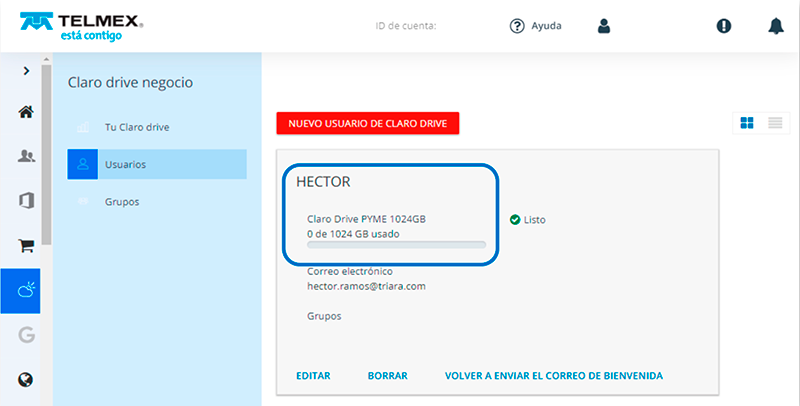 TELMEX®
está contigo
ID de cuenta:
Ayuda
Claro drive negocio
Tu Claro drive
Usuarios
Grupos
NUEVO USUARIO DE CLARO DRIVE
HECTOR
Claro Drive PYME 1024GB
0 de 1024 GB usado
Listo
Correo electrónico
hector.ramos@triara.com
Grupos
EDITAR
BORRAR
VOLVER A ENVIAR EL CORREO DE BIENVENIDA